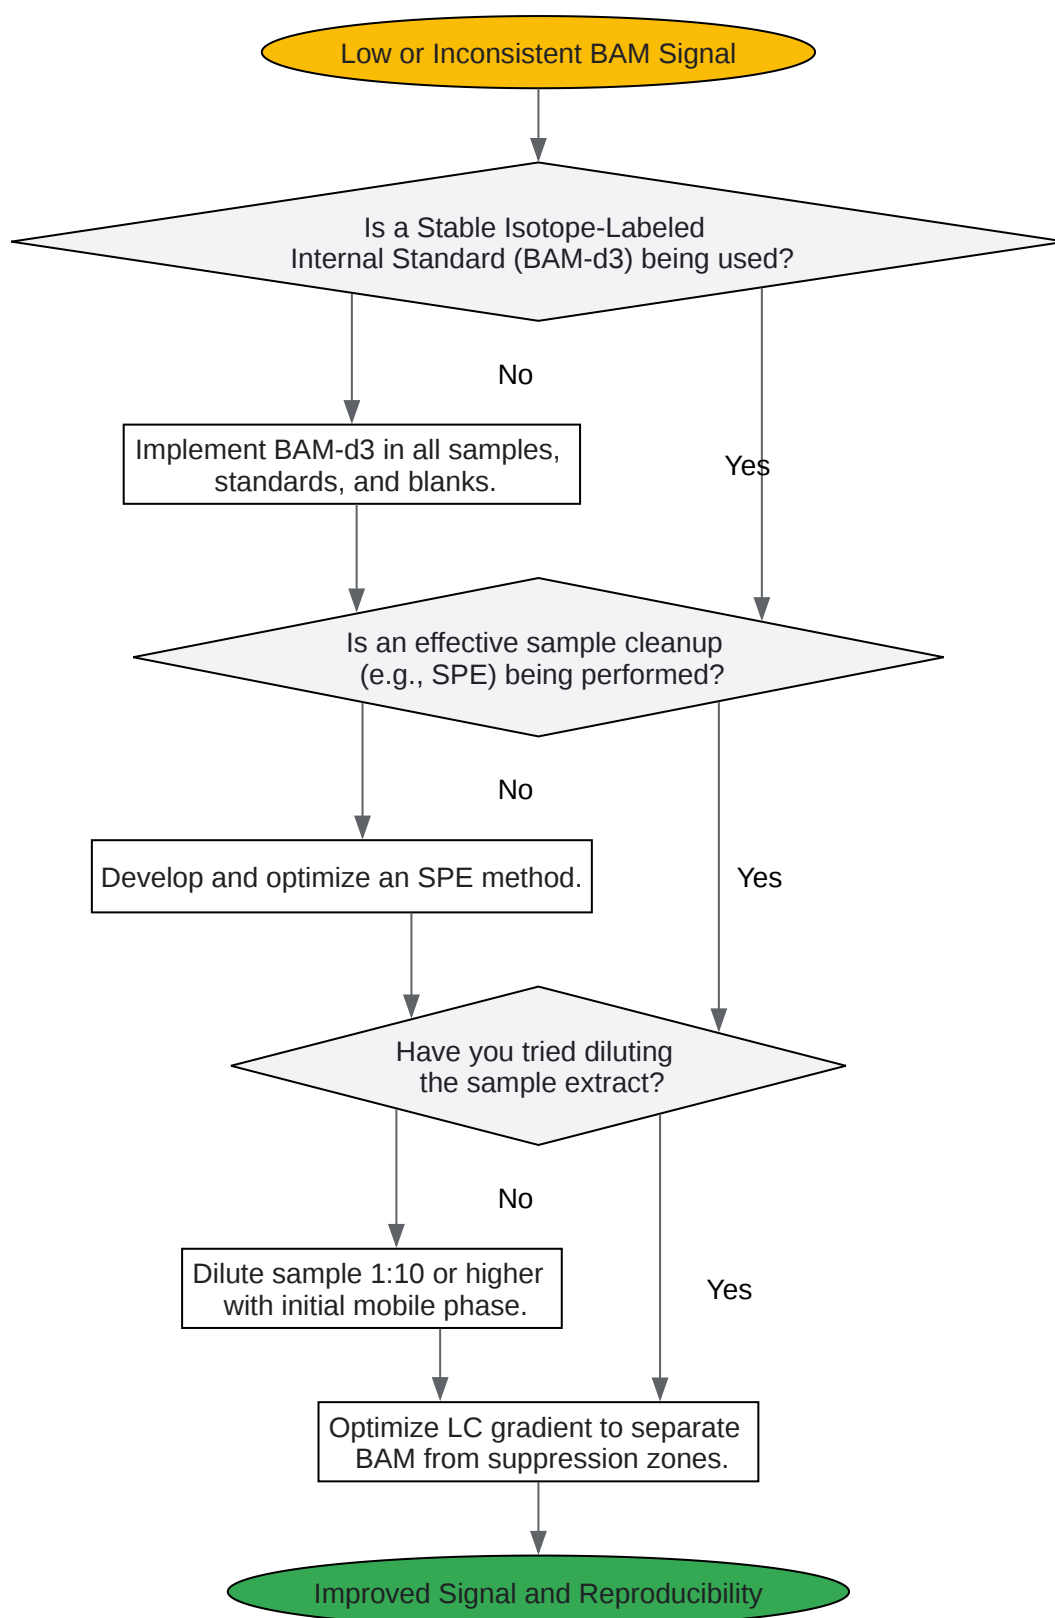 Low or Inconsistent BAM Signal
Is a Stable Isotope-Labeled
Internal Standard (BAM-d3) being used?
No
Implement BAM-d3 in all samples,
standards, and blanks.
Yes
Is an effective sample cleanup
(e.g., SPE) being performed?
No
Develop and optimize an SPE method.
Yes
Have you tried diluting
the sample extract?
No
Dilute sample 1:10 or higher
with initial mobile phase.
Yes
Optimize LC gradient to separate
BAM from suppression zones.
Improved Signal and Reproducibility